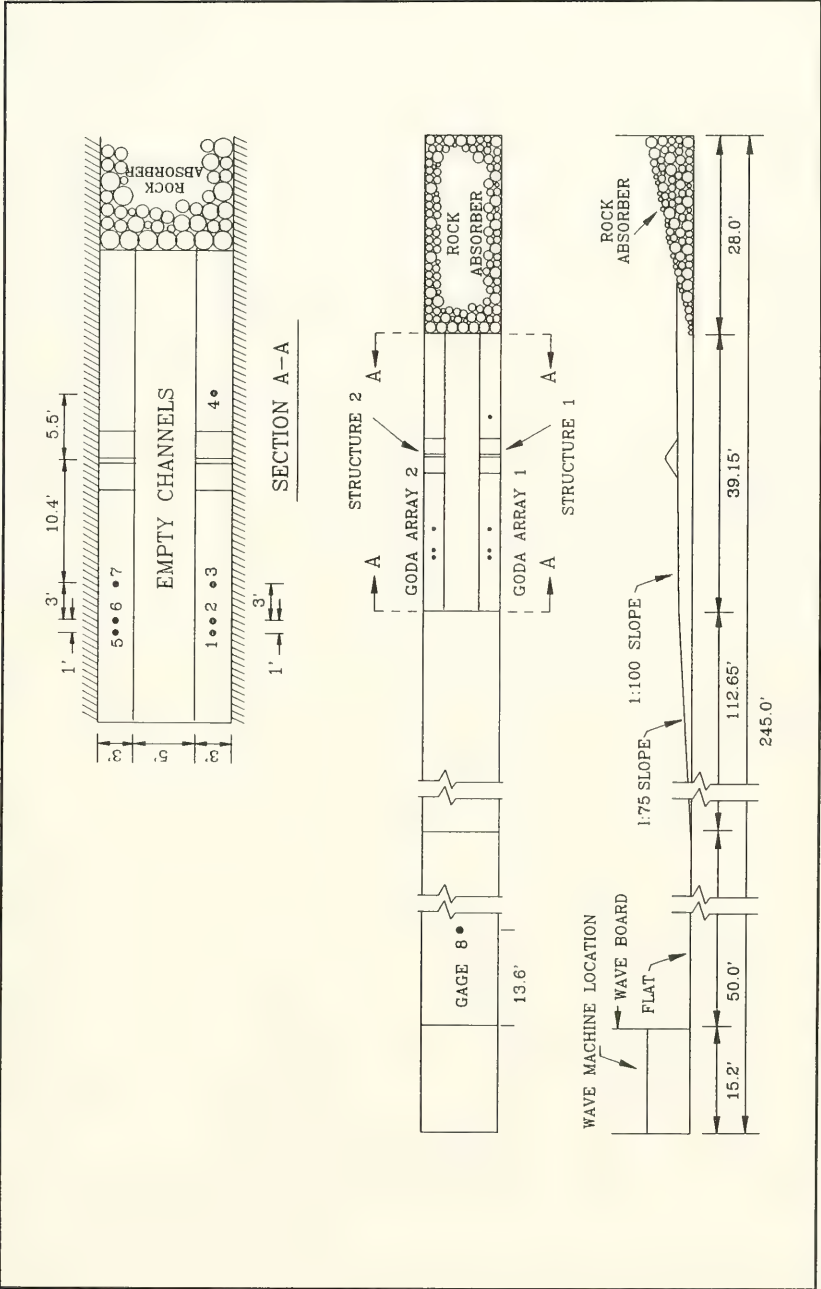 1'
3'
10.4'
5.5'
3'
5'
3'
5
6
7
EMPTY CHANNELS
ROCK
ABSORBER
1
2
3
4
1'
3'
SECTION A-A
STRUCTURE 2
A
A
GODA ARRAY 2
GODA ARRAY 1
ROCK
ABSORBER
A
A
STRUCTURE 1
GAGE 8
13.6'
WAVE MACHINE LOCATION
WAVE BOARD
FLAT
1:75 SLOPE
1:100 SLOPE
ROCK
ABSORBER
15.2'
50.0'
112.65'
39.15'
28.0'
245.0'